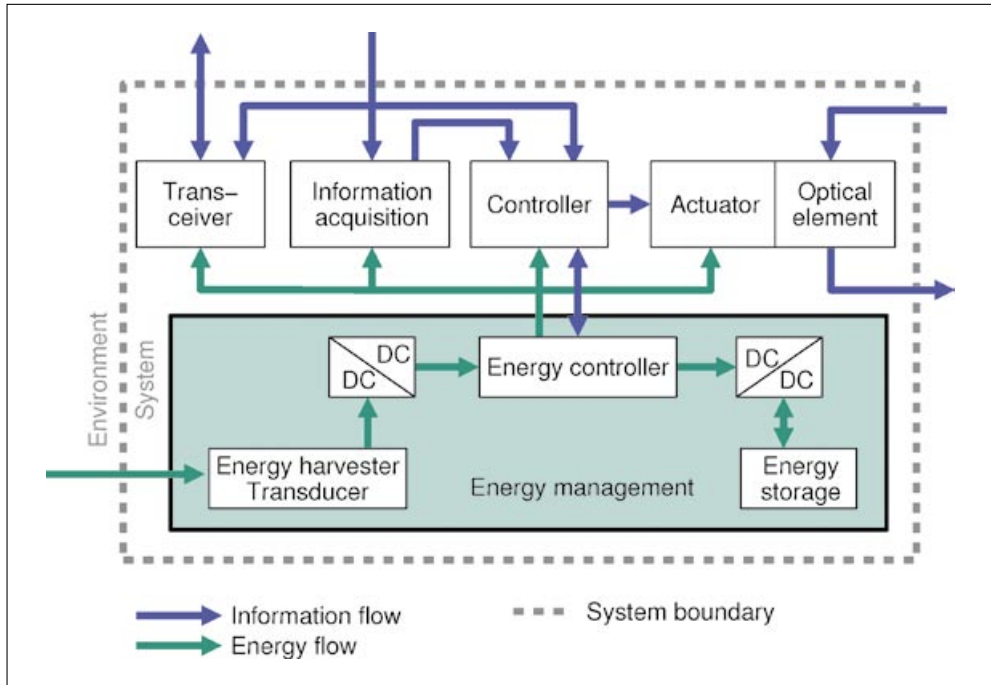 Trans–
ceiver
Information
acquisition
Controller
Actuator
Optical
element
Environment
System
DC
DC
Energy controller
DC
DC
Energy harvester
Transducer
Energy management
Energy
storage
Information flow
System boundary
Energy flow